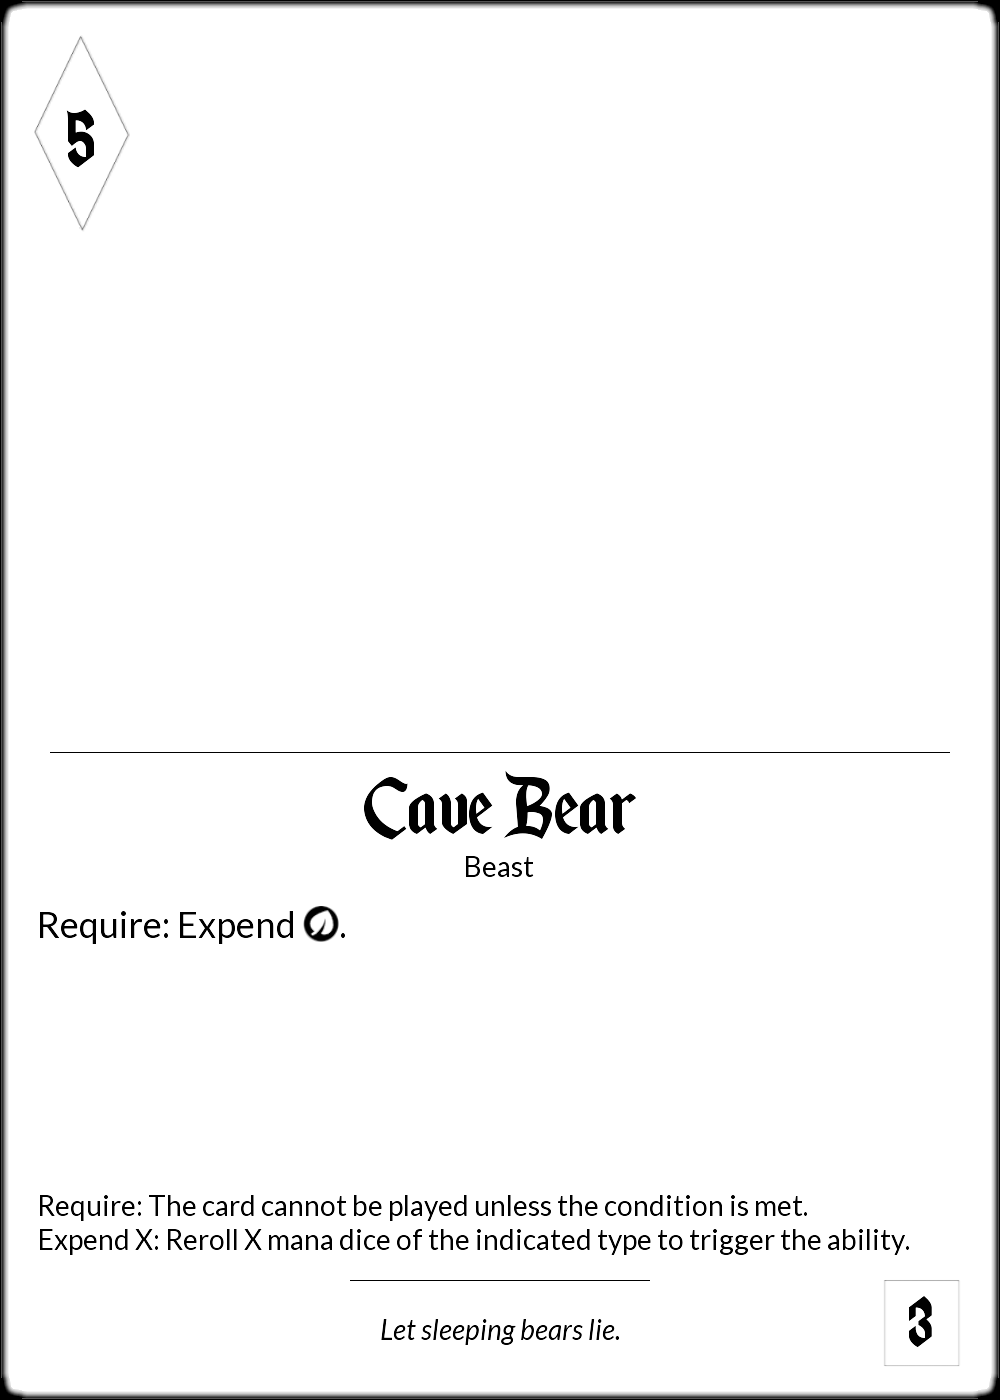 5
Cave Bear
Beast
Require: Expend .
Require: The card cannot be played unless the condition is met.
Expend X: Reroll X mana dice of the indicated type to trigger the ability.
Let sleeping bears lie.
3